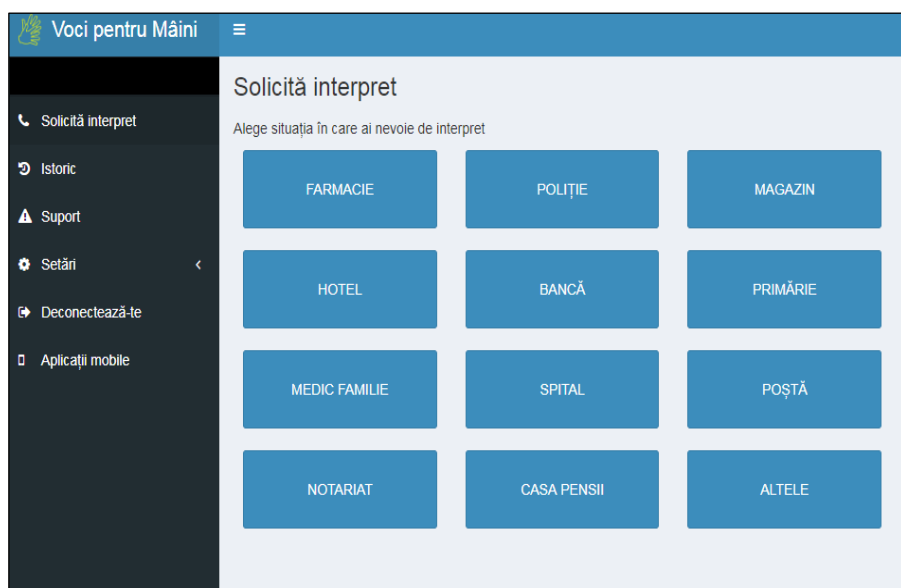 Voci pentru Mâini
Solicită interpret
Istoric
Suport
Setări
Deconectează-te
Aplicații mobile
Solicită interpret
Alege situația în care ai nevoie de interpret
FARMACIE
POLIȚIE
MAGAZIN
HOTEL
BANCĂ
PRIMĂRIE
MEDIC FAMILIE
SPITAL
POȘTĂ
NOTARIAT
CASA PENSII
ALTELE